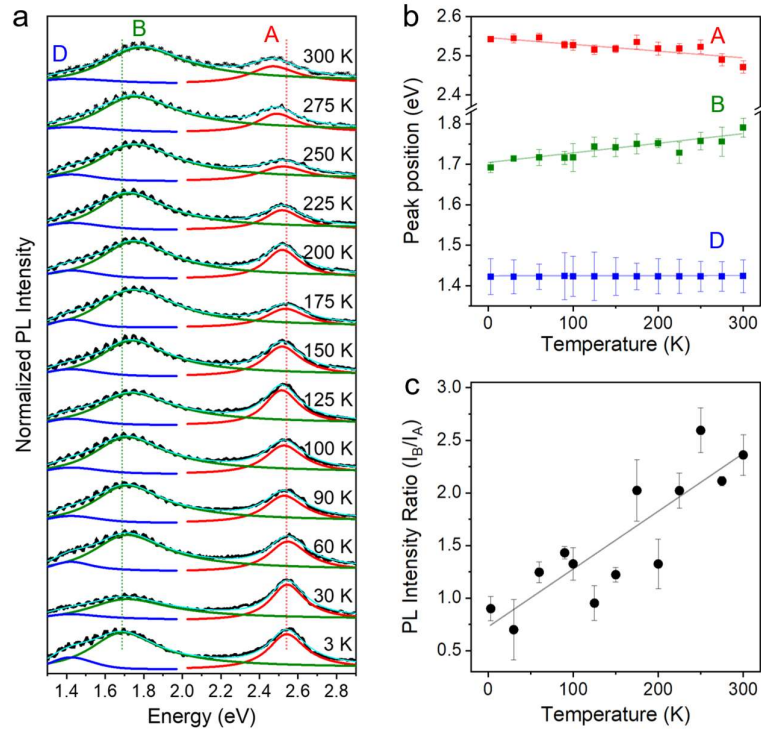 a
D B A
300 K
275 K
250 K
225 K
200 K
175 K
150 K
125 K
100 K
90 K
60 K
30 K
3 K
Normalized PL Intensity
1.4 1.6 1.8 2.0 2.2 2.4 2.6 2.8
Energy (eV)
b
2.6
2.5
1.8
1.7
1.5
1.4
A
B
D
Peak position (eV)
0 100 200 300
Temperature (K)
c
3.0
2.5
2.0
1.5
1.0
0.5
PL Intensity Ratio (I_B/I_A)
0 100 200 300
Temperature (K)